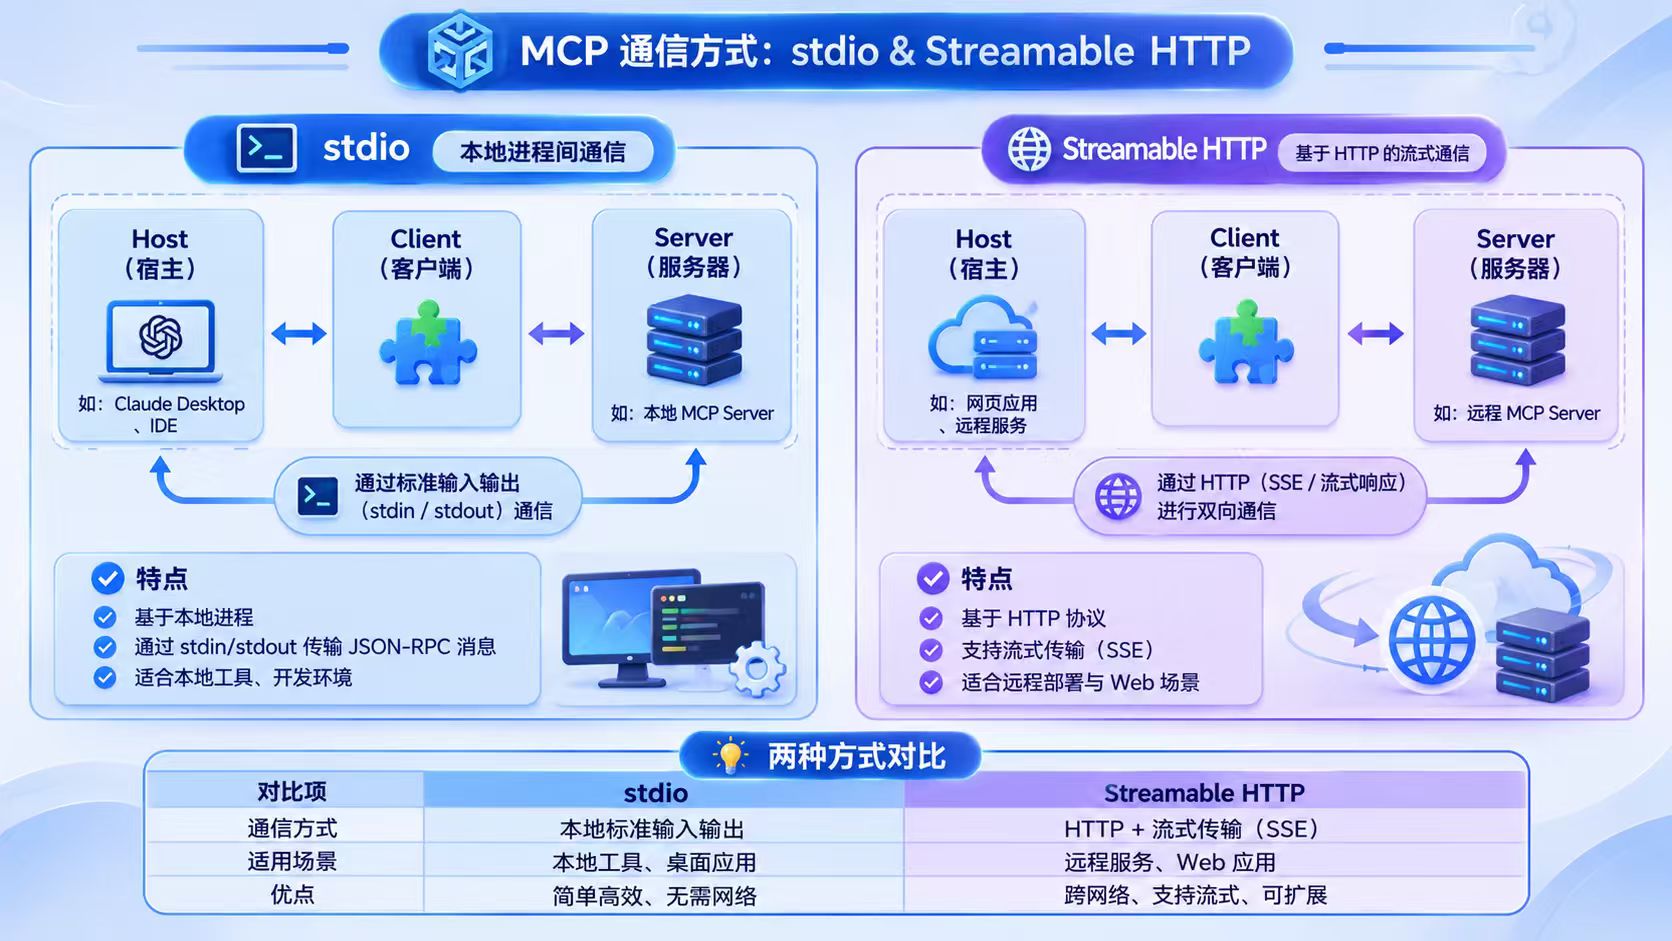 MCP 通信方式：stdio & Streamable HTTP
stdio 本地进程间通信
Host
（宿主）
如：Claude Desktop
、IDE
Client
（客户端）
Server
（服务器）
如：本地 MCP Server
通过标准输入输出
（stdin / stdout）通信
特点
基于本地进程
通过 stdin/stdout 传输 JSON-RPC 消息
适合本地工具、开发环境
Streamable HTTP 基于 HTTP 的流式通信
Host
（宿主）
如：网页应用
、远程服务
Client
（客户端）
Server
（服务器）
如：远程 MCP Server
通过 HTTP（SSE / 流式响应）
进行双向通信
特点
基于 HTTP 协议
支持流式传输（SSE）
适合远程部署与 Web 场景
两种方式对比
对比项 stdio Streamable HTTP
通信方式 本地标准输入输出 HTTP + 流式传输（SSE）
适用场景 本地工具、桌面应用 远程服务、Web 应用
优点 简单高效、无需网络 跨网络、支持流式、可扩展